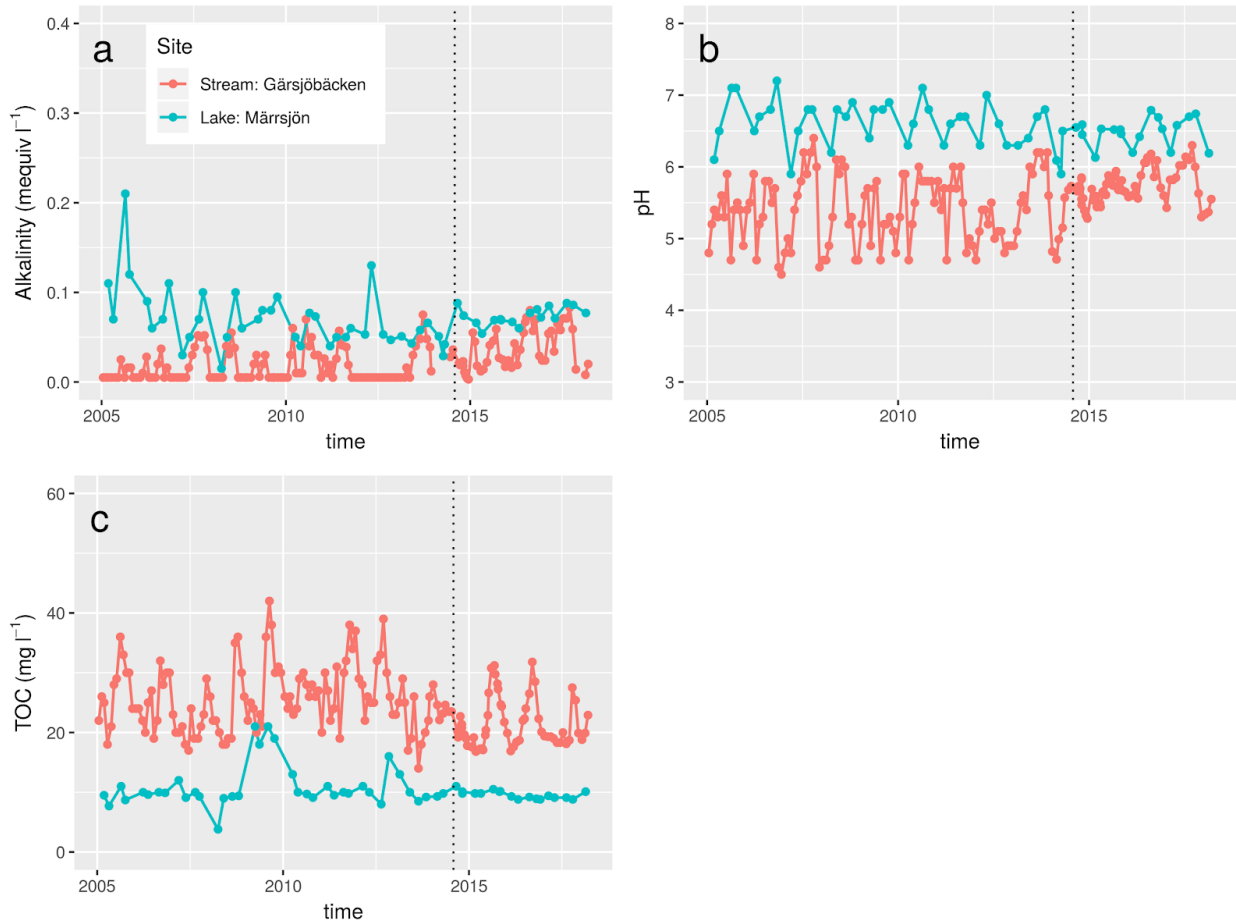 a
Site
Stream: Gärsjöbäcken
Lake: Märrsjön
Alkalinity (mequiv l⁻¹)
0.4
0.3
0.2
0.1
0.0
2005 2010 2015
time
b
pH
8
7
6
5
4
3
2005 2010 2015
time
c
TOC (mg l⁻¹)
60
40
20
0
2005 2010 2015
time